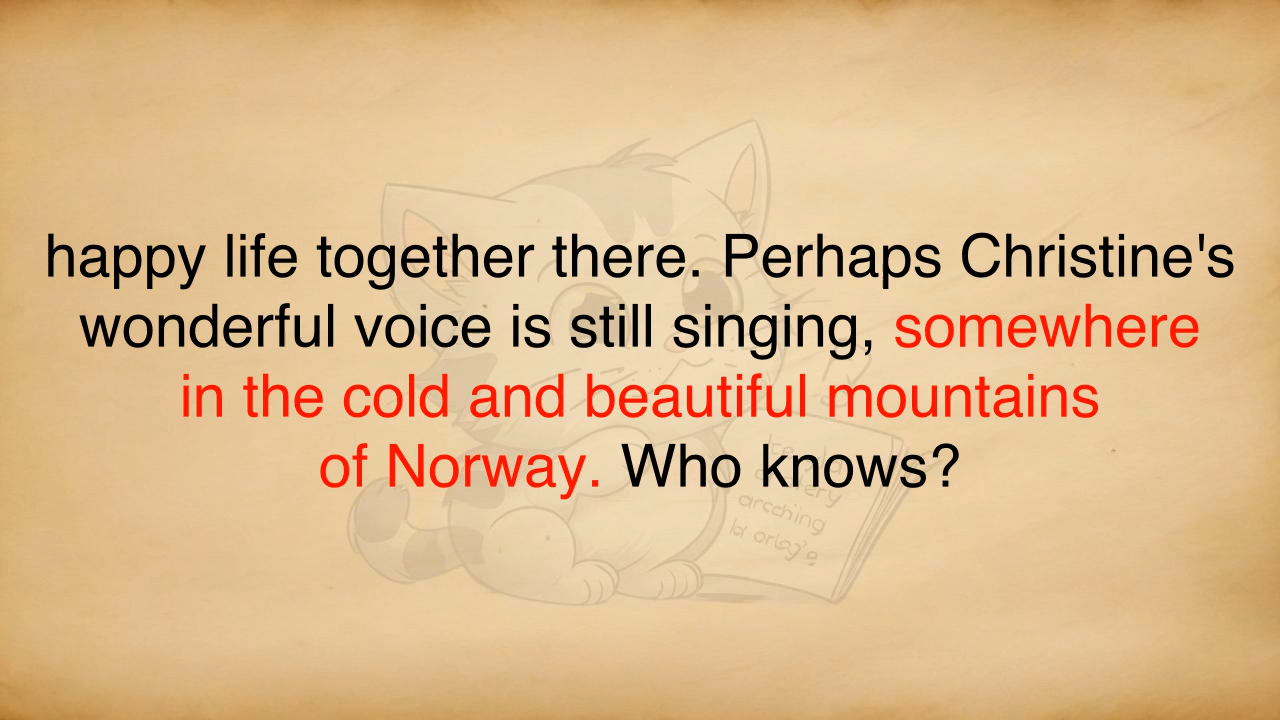 happy life together there. Perhaps Christine's
wonderful voice is still singing, somewhere
in the cold and beautiful mountains
of Norway. Who knows?
arcching